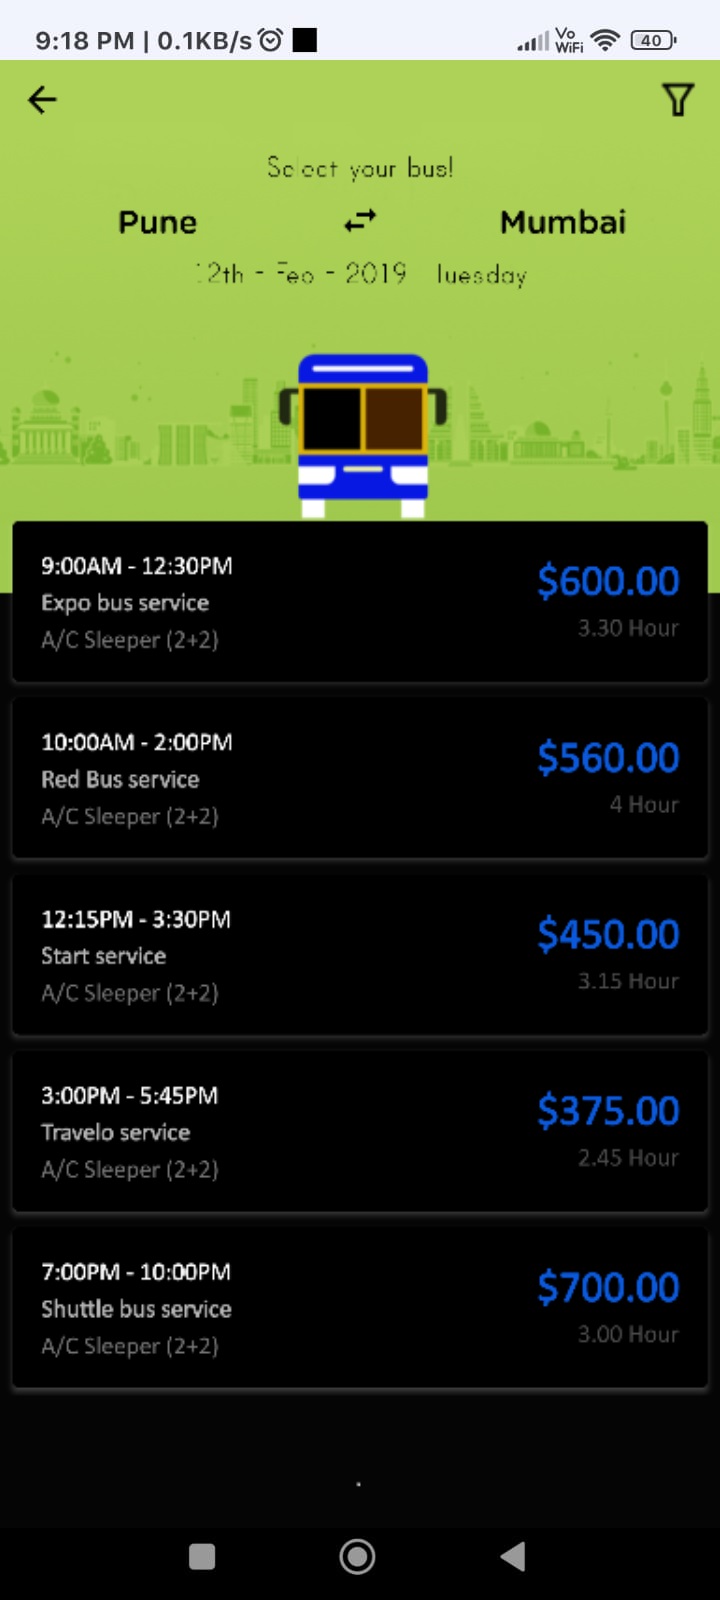 9:18 PM | 0.1KB/s
Vo
WiFi
40
Select your bus!
Pune
Mumbai
12th - Feb - 2019 Tuesday
9:00AM - 12:30PM
$600.00
Expo bus service
3.30 Hour
A/C Sleeper (2+2)
10:00AM - 2:00PM
$560.00
Red Bus service
4 Hour
A/C Sleeper (2+2)
12:15PM - 3:30PM
$450.00
Start service
3.15 Hour
A/C Sleeper (2+2)
3:00PM - 5:45PM
$375.00
Travelo service
2.45 Hour
A/C Sleeper (2+2)
7:00PM - 10:00PM
$700.00
Shuttle bus service
3.00 Hour
A/C Sleeper (2+2)